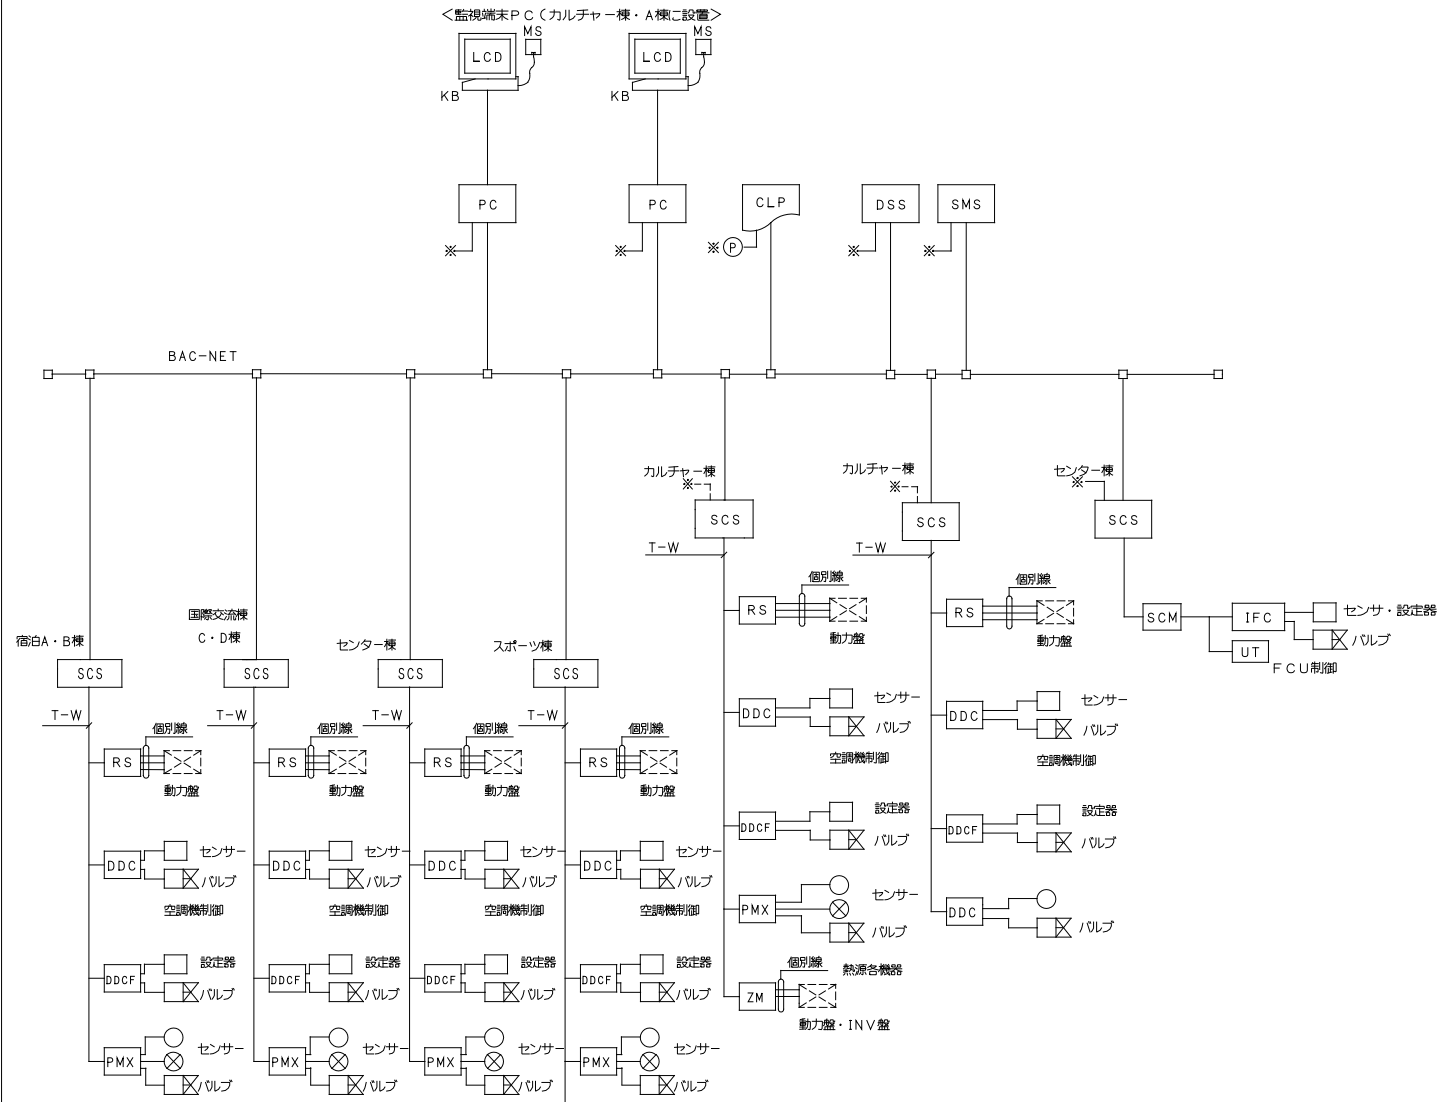 ＜監視端末ＰＣ（カルチャー棟・Ａ棟に設置＞
MS MS
LCD LCD
KB KB
PC PC CLP DSS SMS
※ ※ ※ P ※ ※
BAC-NET
カルチャー棟 カルチャー棟 センター棟
※ ※ ※
SCS SCS SCS
T-W T-W
個別線 個別線
RS RS SCM IFC センサ・設定器
動力盤 動力盤 バルブ
UT ＦＣＵ制御
国際交流棟
宿泊A・B棟 C・D棟 センター棟 スポーツ棟
SCS SCS SCS SCS
DDC センサー DDC センサー
バルブ バルブ
T-W T-W T-W T-W
個別線 個別線 個別線 個別線
空調機制御 空調機制御
RS RS RS RS
動力盤 動力盤 動力盤 動力盤
設定器 設定器
DDCF DDCF
バルブ バルブ
センサー センサー センサー センサー
DDC DDC DDC DDC
バルブ バルブ バルブ バルブ
センサー
PMX DDC
空調機制御 空調機制御 空調機制御 空調機制御
バルブ バルブ
設定器 設定器 設定器 設定器
個別線 熱源各機器
DDCF DDCF DDCF DDCF
バルブ バルブ バルブ バルブ
ZM
動力盤・INV盤
センサー センサー センサー センサー
PMX PMX PMX PMX
バルブ バルブ バルブ バルブ